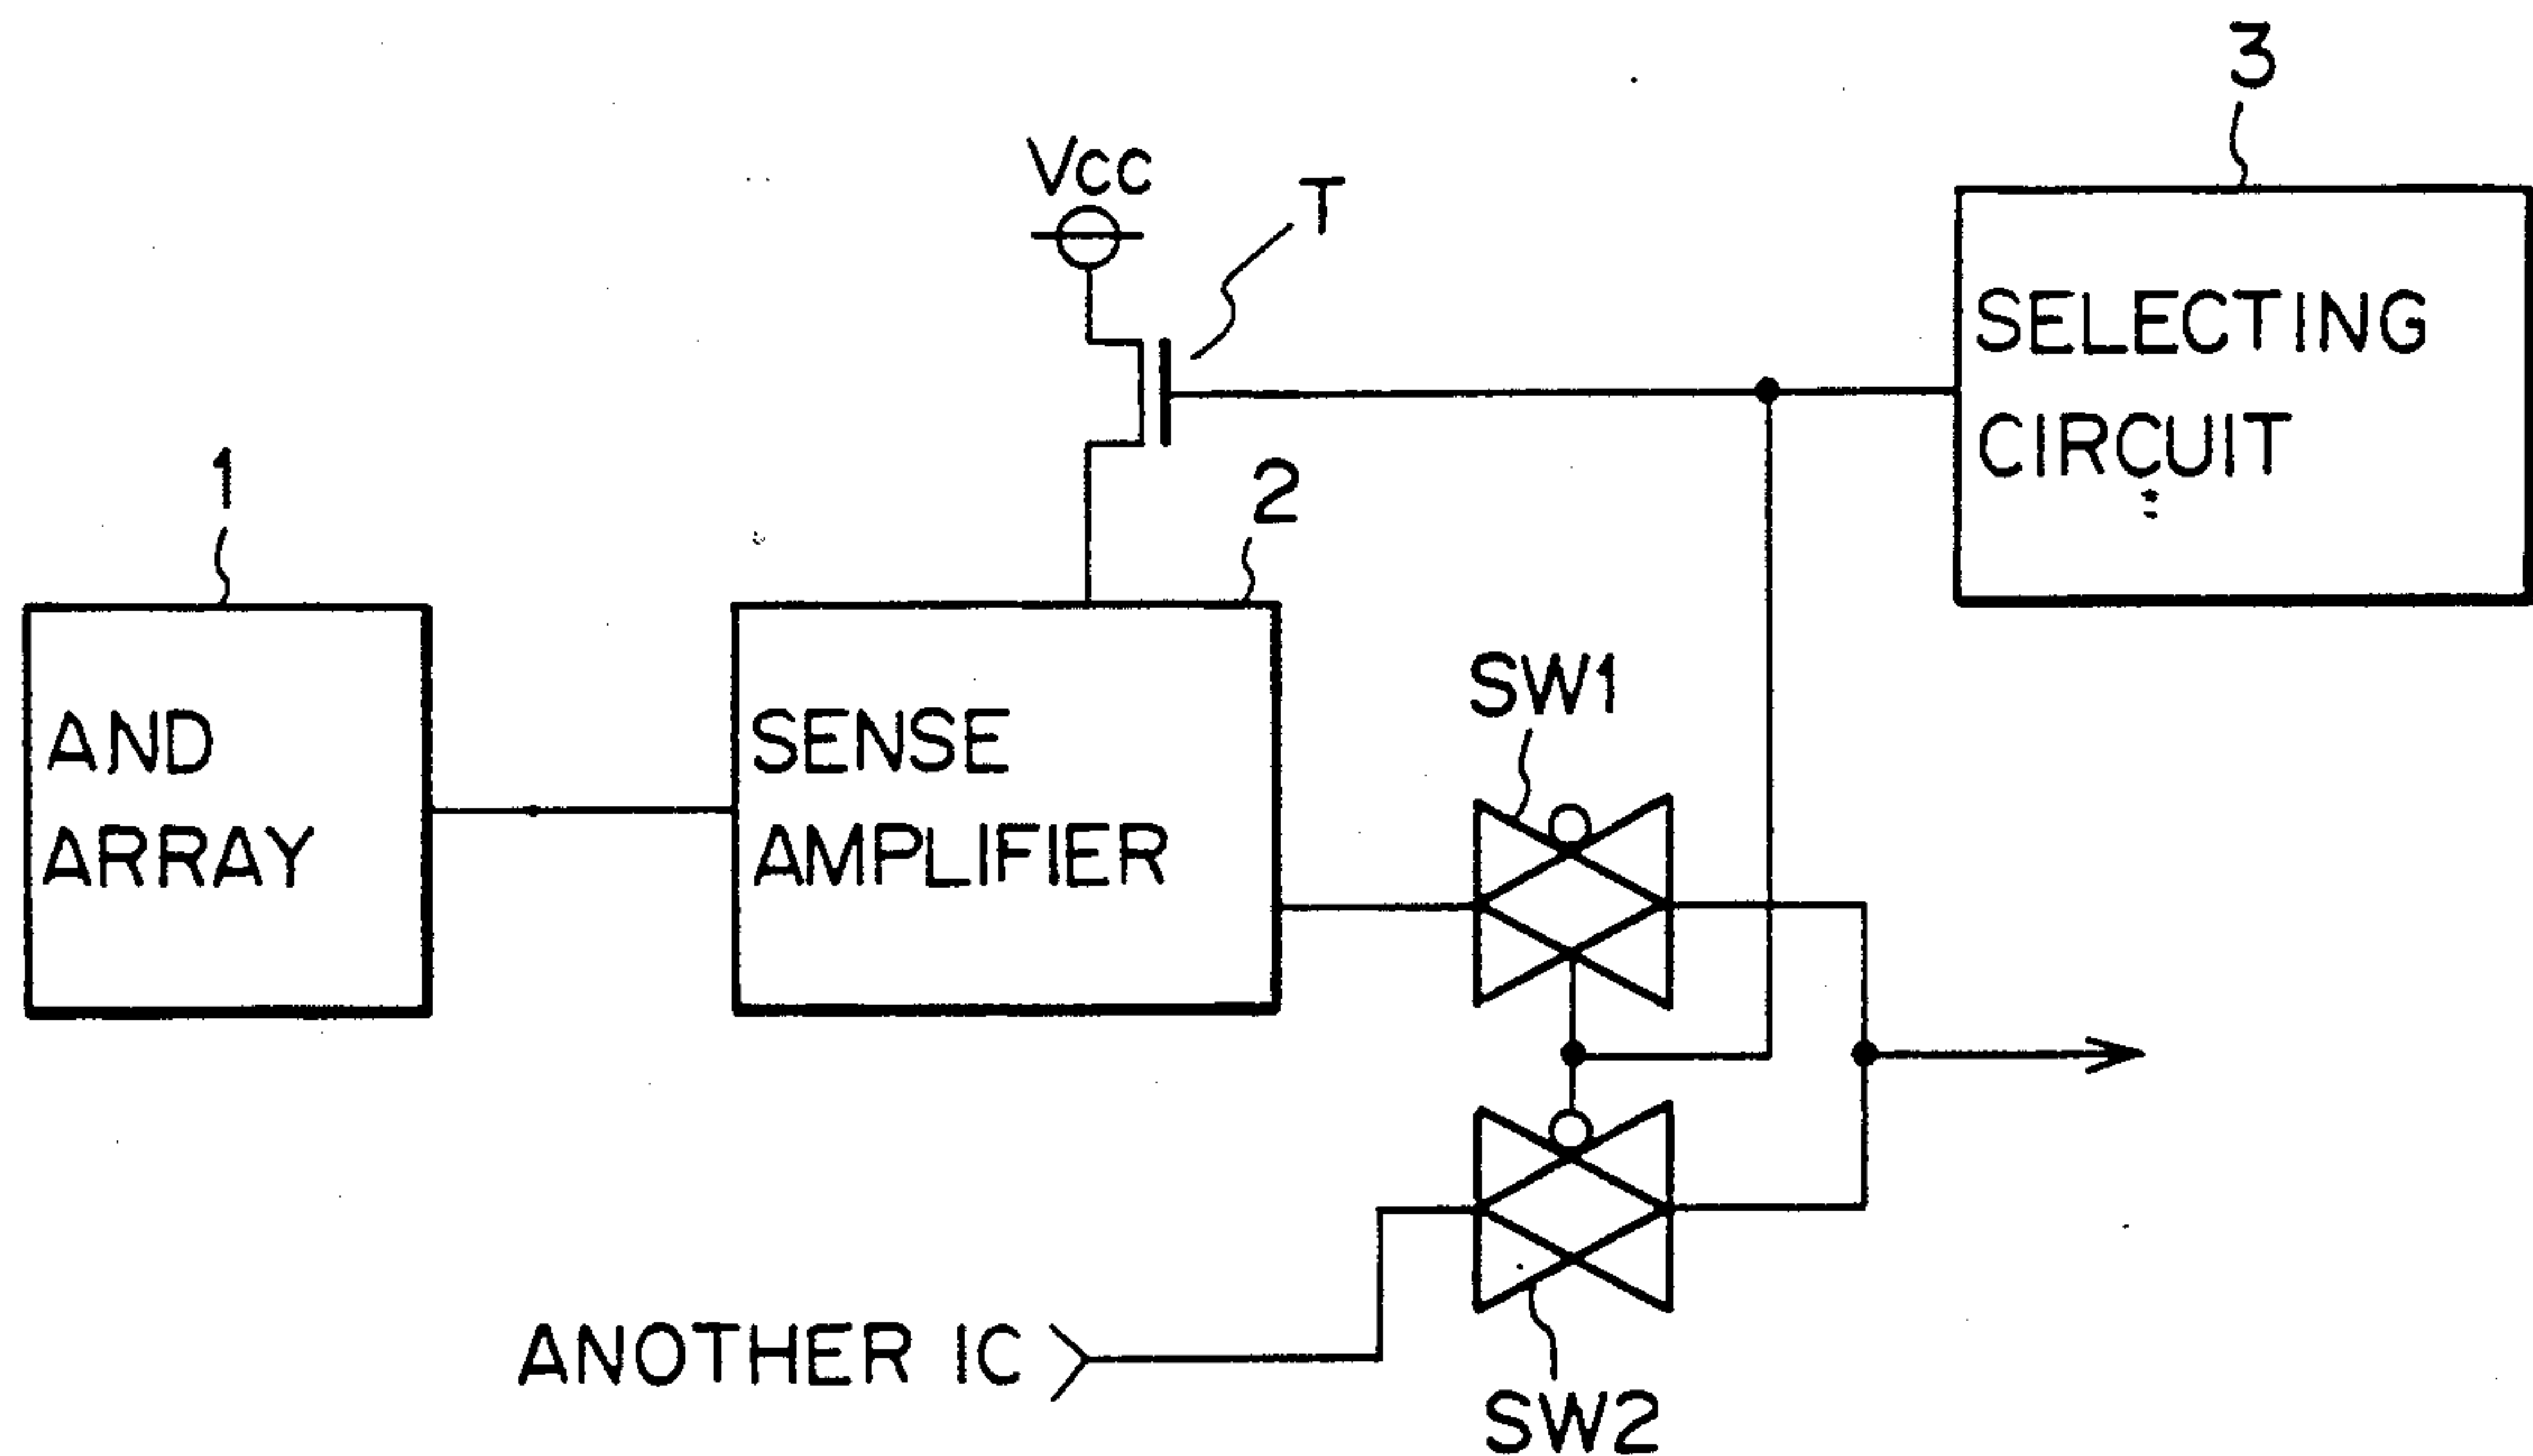 3
Vcc
T
SELECTING
CIRCUIT
1
2
AND
ARRAY
SENSE
AMPLIFIER
SW1
ANOTHER IC
SW2